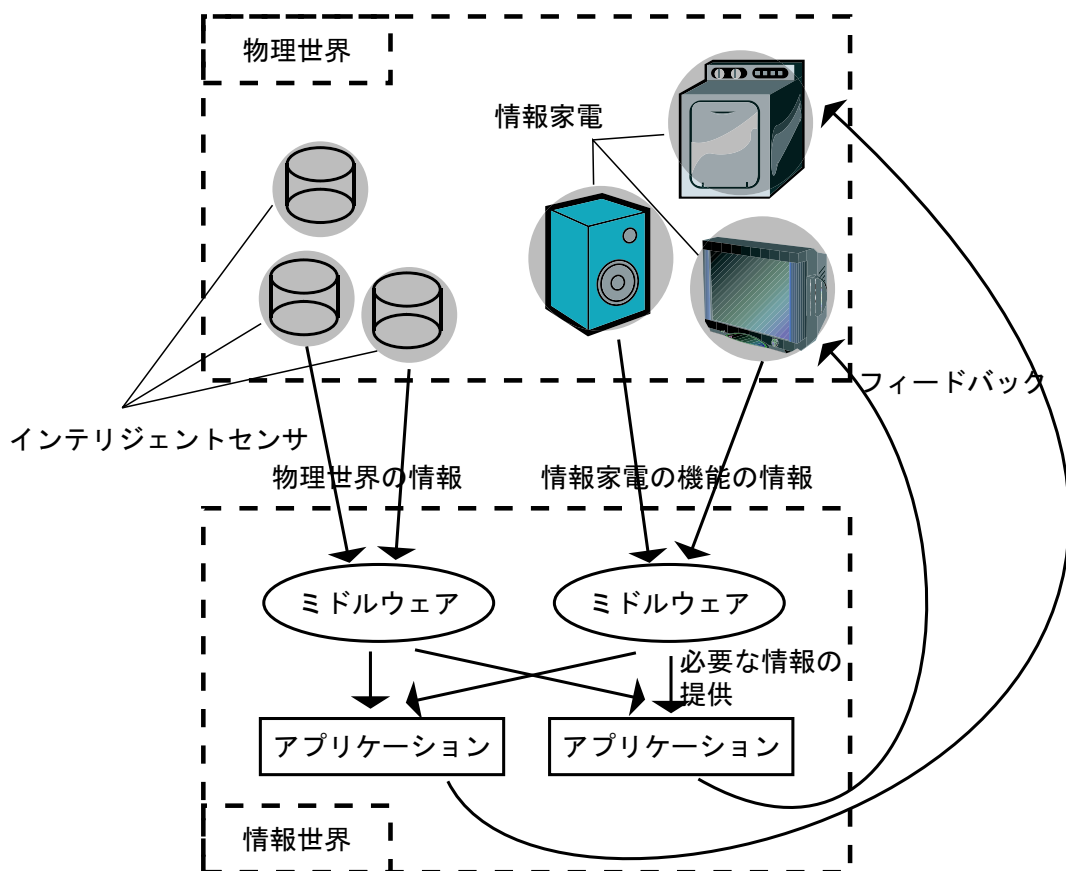 物理世界
情報家電
フィードバック
インテリジェントセンサ
物理世界の情報
情報家電の機能の情報
ミドルウェア
ミドルウェア
必要な情報の
提供
アプリケーション
アプリケーション
情報世界